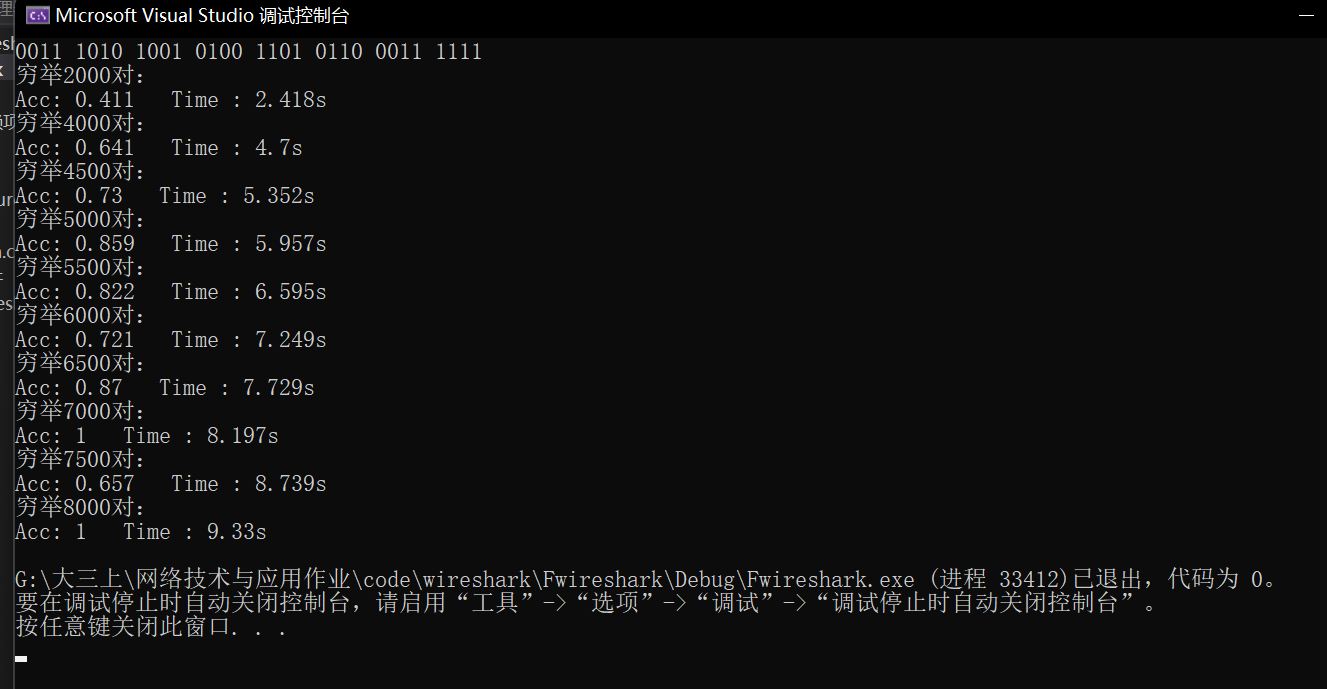 Microsoft Visual Studio 调试控制台
0011 1010 1001 0100 1101 0110 0011 1111
穷举2000对：
Acc: 0.411   Time : 2.418s
穷举4000对：
Acc: 0.641   Time : 4.7s
穷举4500对：
Acc: 0.73   Time : 5.352s
穷举5000对：
Acc: 0.859   Time : 5.957s
穷举5500对：
Acc: 0.822   Time : 6.595s
穷举6000对：
Acc: 0.721   Time : 7.249s
穷举6500对：
Acc: 0.87   Time : 7.729s
穷举7000对：
Acc: 1   Time : 8.197s
穷举7500对：
Acc: 0.657   Time : 8.739s
穷举8000对：
Acc: 1   Time : 9.33s
G:\大三上\网络技术与应用作业\code\wireshark\Fwireshark\Debug\Fwireshark.exe (进程 33412)已退出，代码为 0。
要在调试停止时自动关闭控制台，请启用“工具”->“选项”->“调试”->“调试停止时自动关闭控制台”。
按任意键关闭此窗口. . .